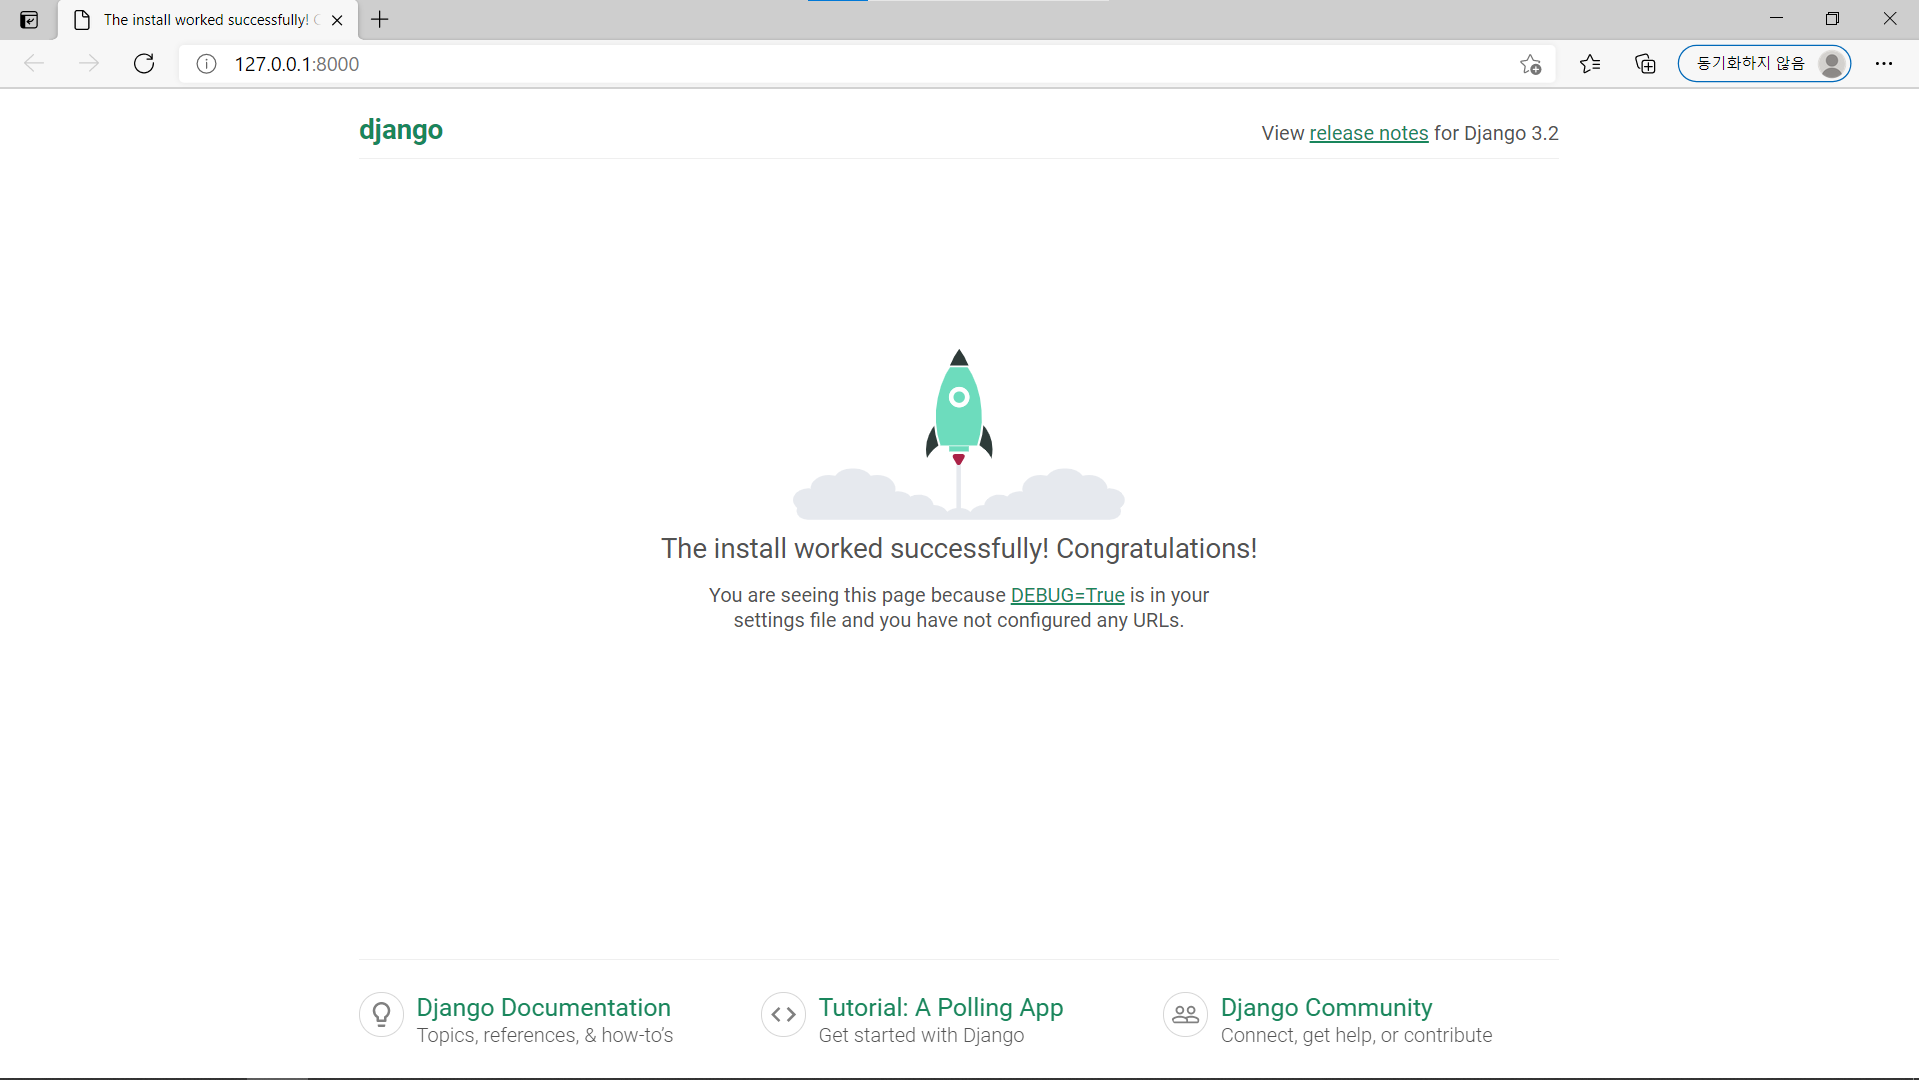 The install worked successfully!
127.0.0.1:8000
동기화하지 않음
django
View release notes for Django 3.2
The install worked successfully! Congratulations!
You are seeing this page because DEBUG=True is in your
settings file and you have not configured any URLs.
Django Documentation
Topics, references, & how-to’s
Tutorial: A Polling App
Get started with Django
Django Community
Connect, get help, or contribute